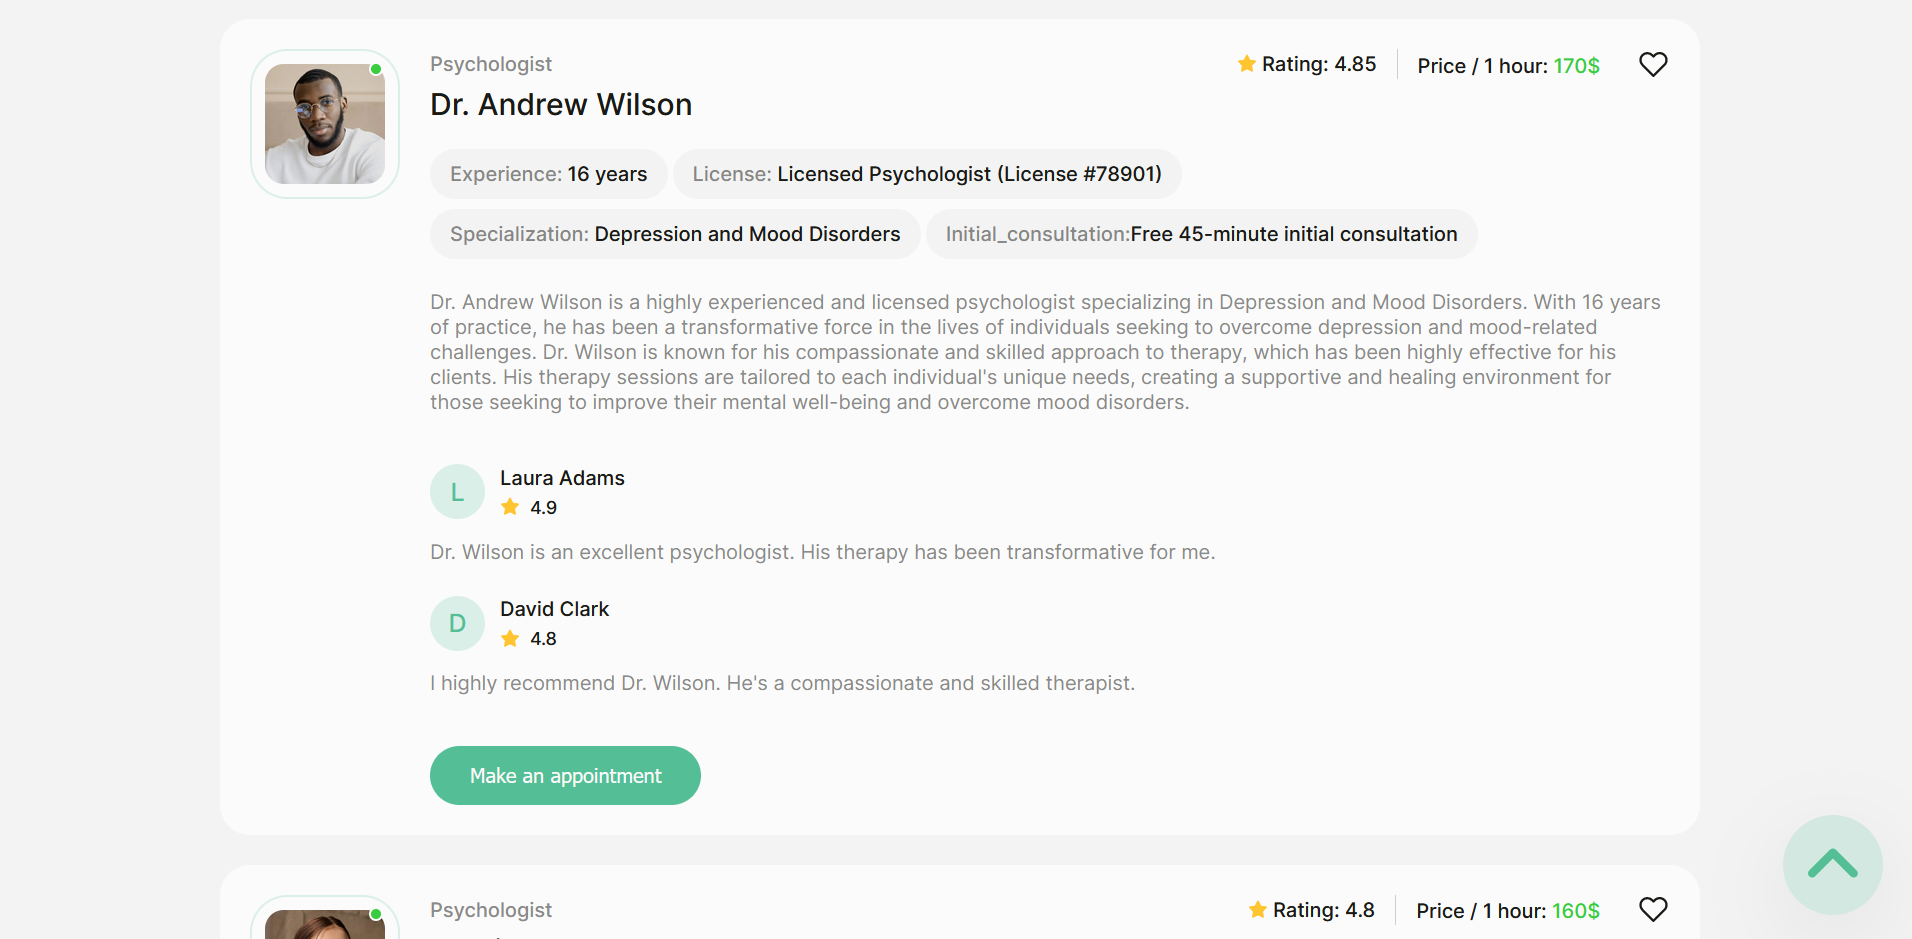 Psychologist
Rating: 4.85
Price / 1 hour: 170$
Dr. Andrew Wilson
Experience: 16 years
License: Licensed Psychologist (License #78901)
Specialization: Depression and Mood Disorders
Initial_consultation:Free 45-minute initial consultation
Dr. Andrew Wilson is a highly experienced and licensed psychologist specializing in Depression and Mood Disorders. With 16 years
of practice, he has been a transformative force in the lives of individuals seeking to overcome depression and mood-related
challenges. Dr. Wilson is known for his compassionate and skilled approach to therapy, which has been highly effective for his
clients. His therapy sessions are tailored to each individual's unique needs, creating a supportive and healing environment for
those seeking to improve their mental well-being and overcome mood disorders.
L
Laura Adams
4.9
Dr. Wilson is an excellent psychologist. His therapy has been transformative for me.
D
David Clark
4.8
I highly recommend Dr. Wilson. He's a compassionate and skilled therapist.
Make an appointment
Psychologist
Rating: 4.8
Price / 1 hour: 160$